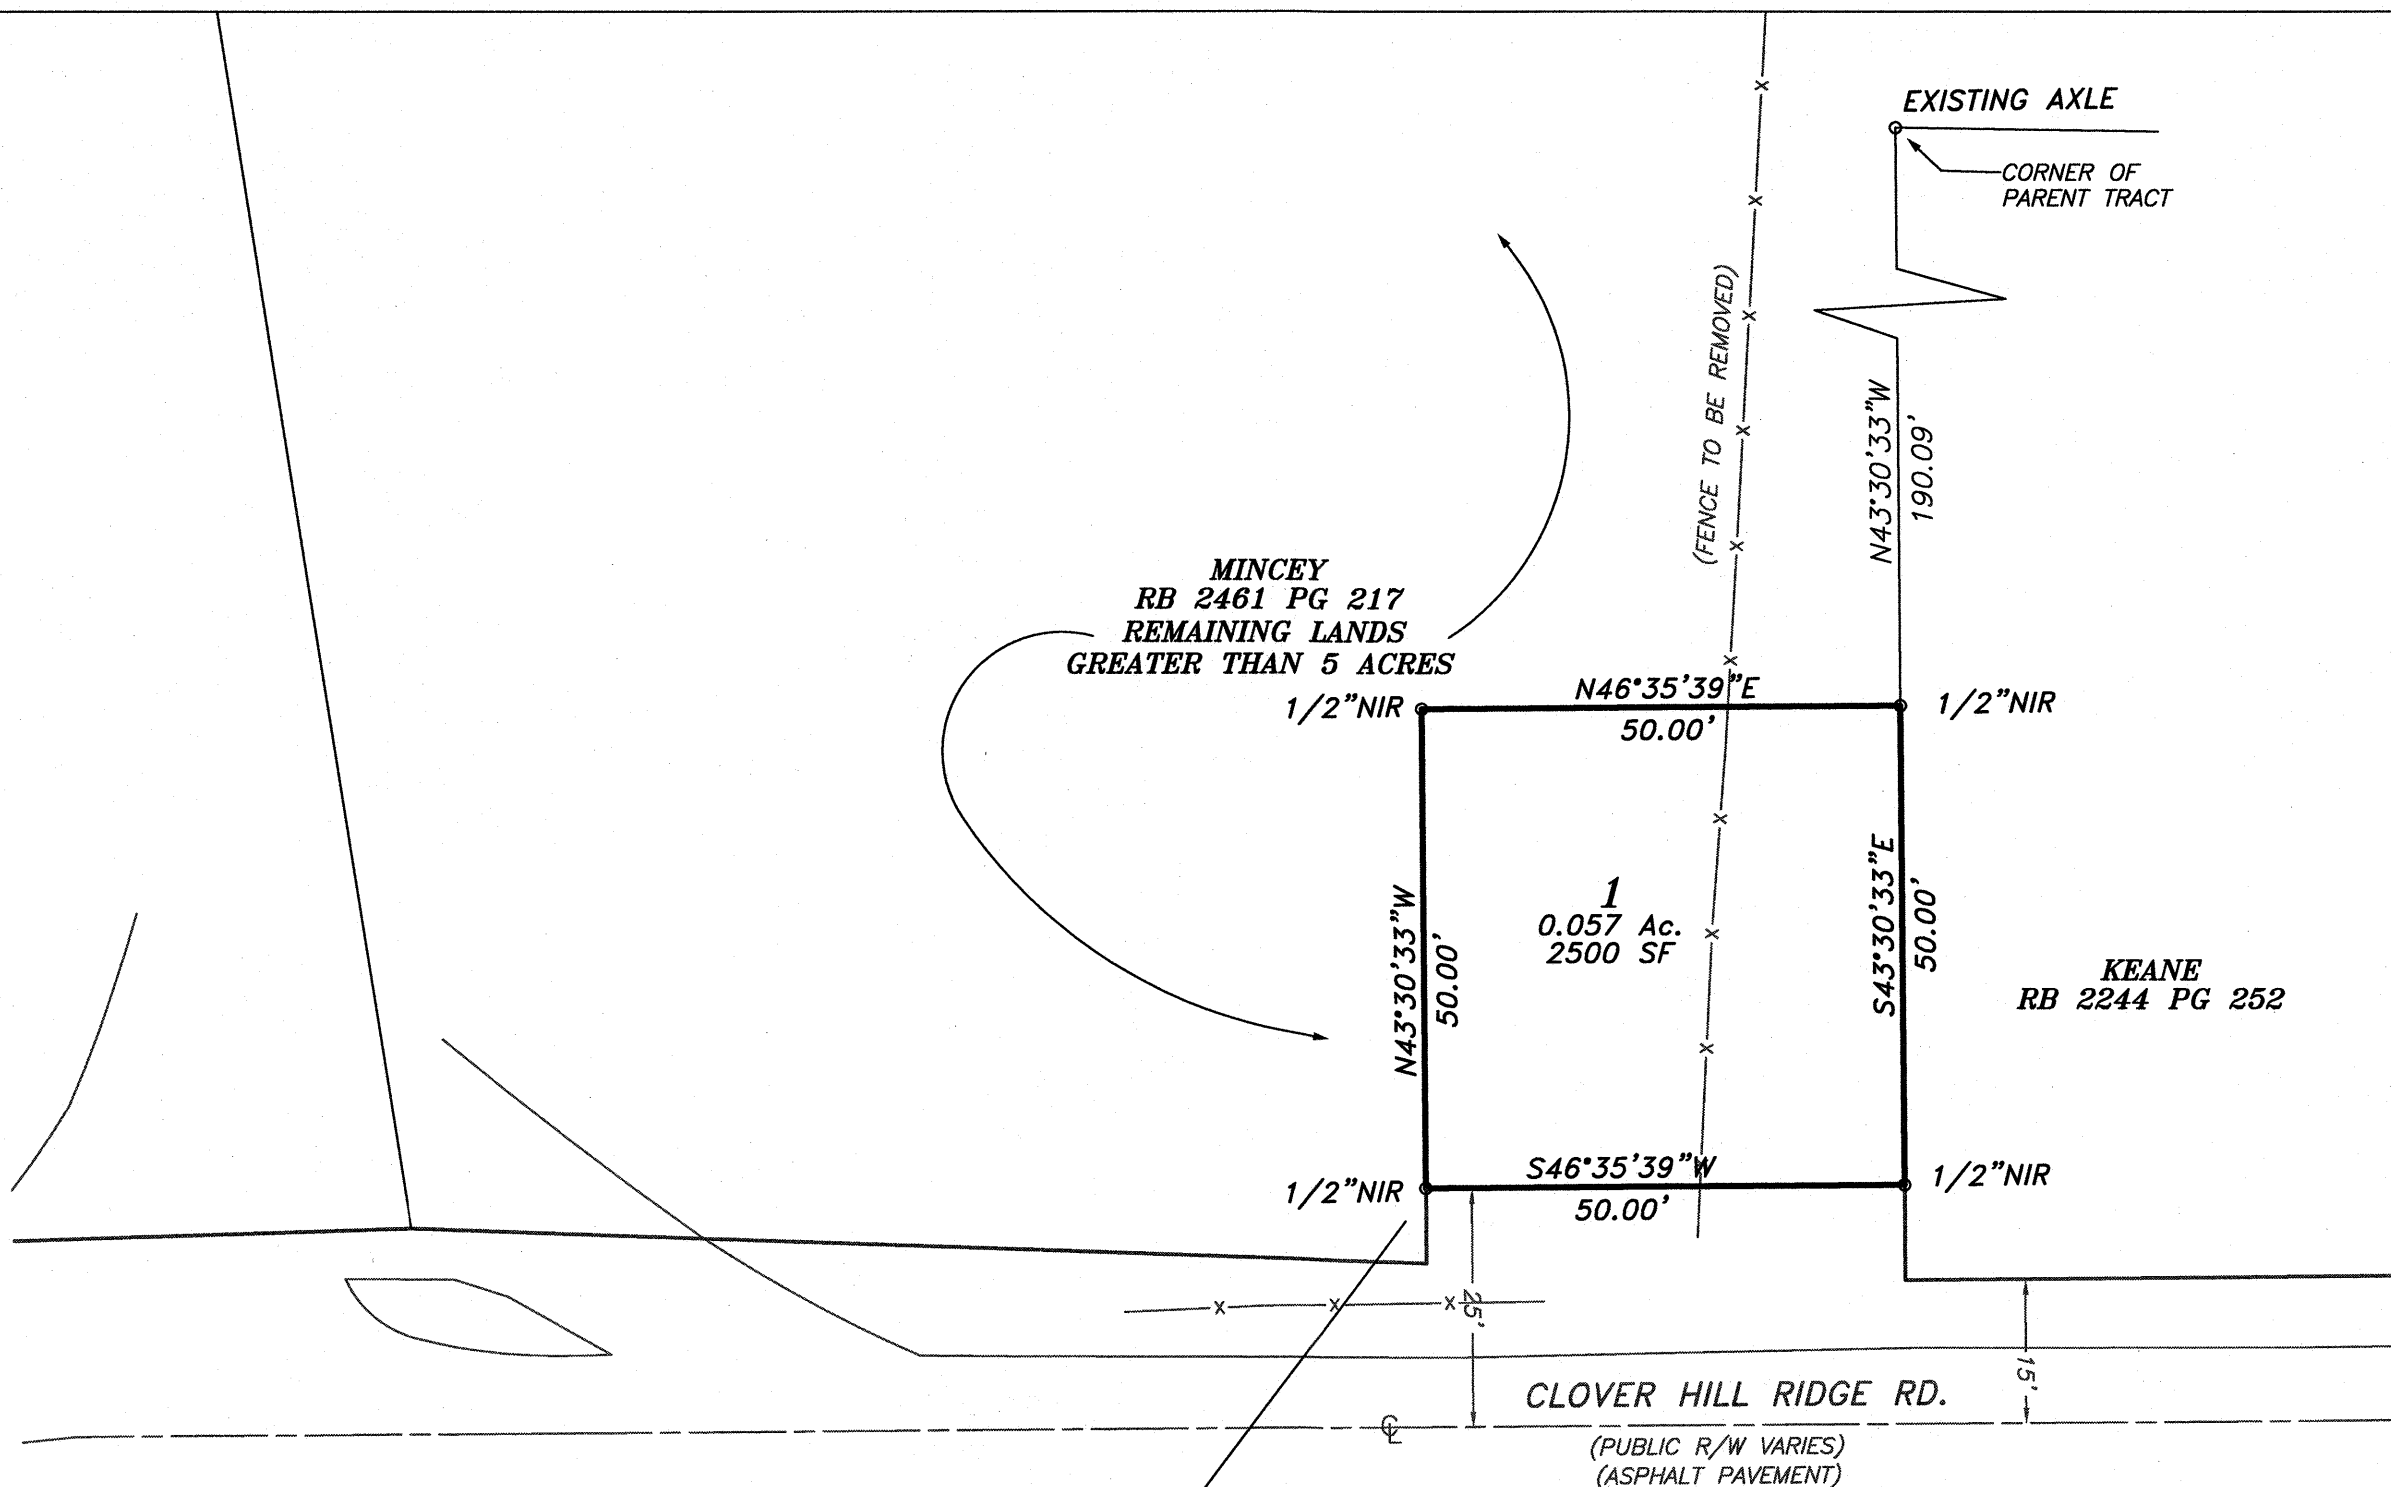 EXISTING AXLE
CORNER OF
PARENT TRACT
(FENCE TO BE REMOVED)
N43°30'33"W
190.09'
MINCEY
RB 2461 PG 217
REMAINING LANDS
GREATER THAN 5 ACRES
1/2"NIR
N46°35'39"E
50.00'
1/2"NIR
N43°30'33"W
50.00'
1
0.057 Ac.
2500 SF
S43°30'33"E
50.00'
KEANE
RB 2244 PG 252
1/2"NIR
S46°35'39"W
50.00'
1/2"NIR
25'
15'
CLOVER HILL RIDGE RD.
CL
(PUBLIC R/W VARIES)
(ASPHALT PAVEMENT)